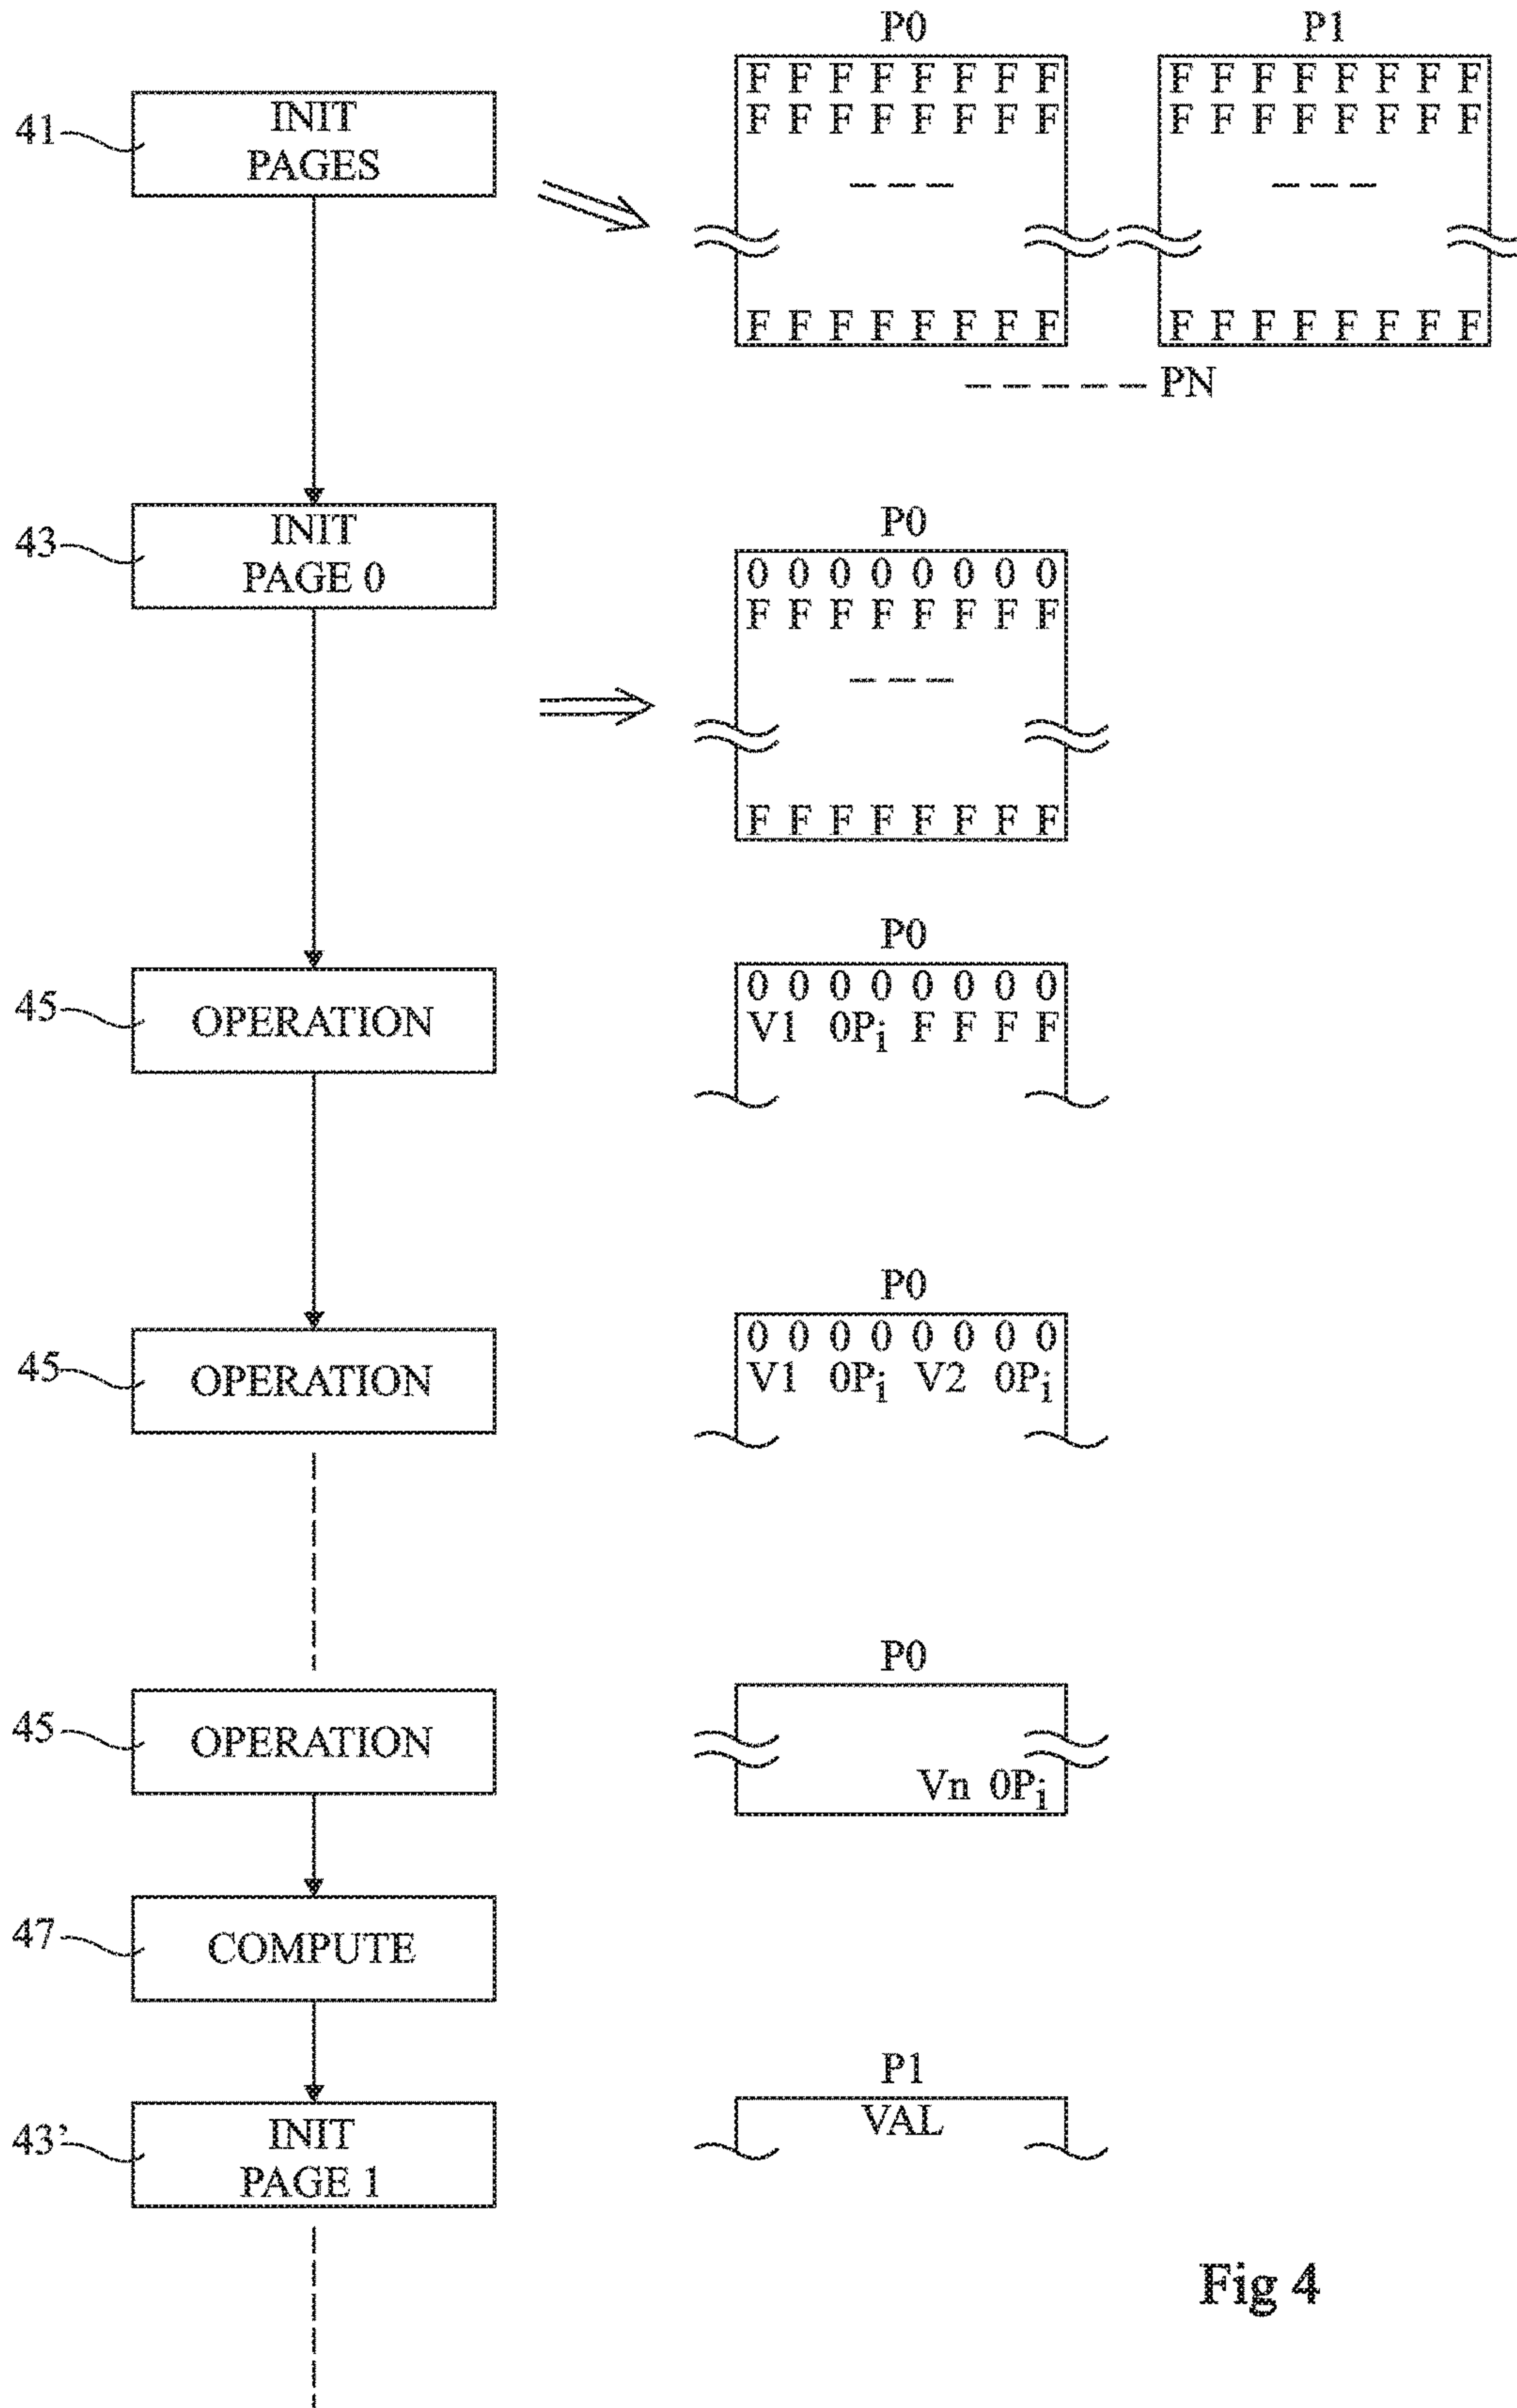 P0 P1
F F F F F F F F F F F F F F F F
41 INIT PAGES F F F F F F F F F F F F F F F F
F F F F F F F F F F F F F F F F
PN
43 INIT PAGE 0
P0
0 0 0 0 0 0 0 0
F F F F F F F F
F F F F F F F F
P0
45 OPERATION
0 0 0 0 0 0 0 0
V1 0Pi F F F F
P0
45 OPERATION
0 0 0 0 0 0 0 0
V1 0Pi V2 0Pi
P0
45 OPERATION
Vn 0Pi
47 COMPUTE
P1
43' INIT PAGE 1
VAL
Fig 4